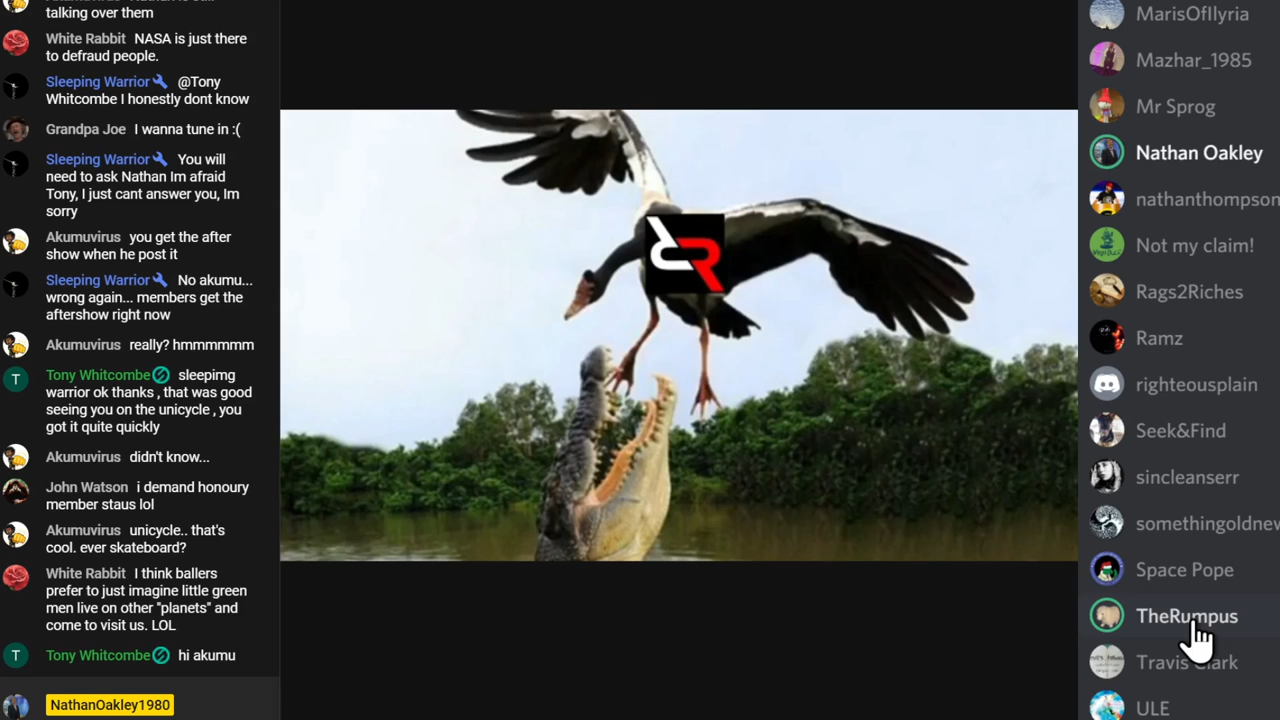 talking over them
White Rabbit NASA is just there
to defraud people.
Sleeping Warrior @Tony
Whitcombe I honestly dont know
Grandpa Joe I wanna tune in :(
Sleeping Warrior You will
need to ask Nathan Im afraid
Tony, I just cant answer you, Im
sorry
Akumuvirus you get the after
show when he post it
Sleeping Warrior No akumu...
wrong again... members get the
aftershow right now
Akumuvirus really? hmmmmmm
T Tony Whitcombe sleepimg
warrior ok thanks , that was good
seeing you on the unicycle , you
got it quite quickly
Akumuvirus didn't know...
John Watson i demand honoury
member staus lol
Akumuvirus unicycle.. that's
cool. ever skateboard?
White Rabbit I think ballers
prefer to just imagine little green
men live on other "planets" and
come to visit us. LOL
T Tony Whitcombe hi akumu
NathanOakley1980
R
MarisOfIlyria
Mazhar_1985
Mr Sprog
Nathan Oakley
nathanthompson
Not my claim!
Rags2Riches
Ramz
righteousplain
Seek&Find
sincleanserr
somethingoldnew
Space Pope
TheRumpus
Travis Clark
ULE